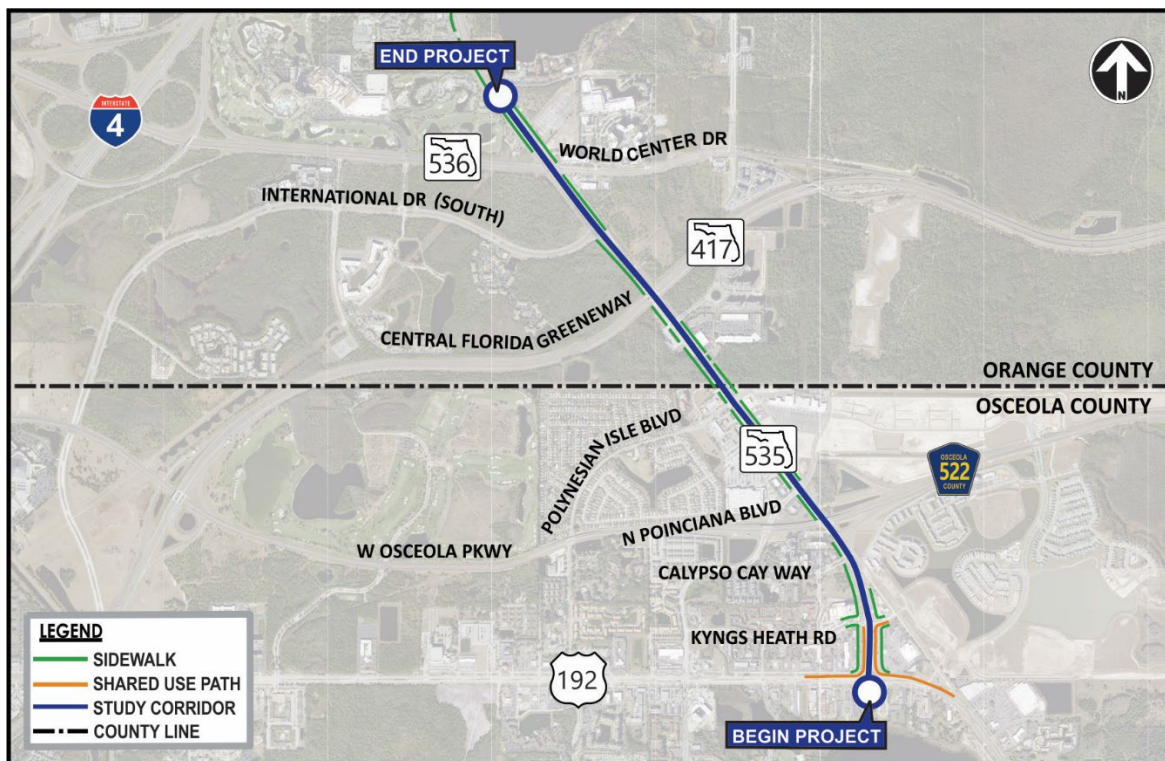 END PROJECT
N
INTERSTATE
4
536
WORLD CENTER DR
INTERNATIONAL DR (SOUTH)
417
CENTRAL FLORIDA GREENEWAY
ORANGE COUNTY
OSCEOLA COUNTY
POLYNESIAN ISLE BLVD
535
OSCEOLA
522
COUNTY
N POINCIANA BLVD
W OSCEOLA PKWY
CALYPSO CAY WAY
LEGEND
SIDEWALK
SHARED USE PATH
STUDY CORRIDOR
COUNTY LINE
KYNGS HEATH RD
192
BEGIN PROJECT